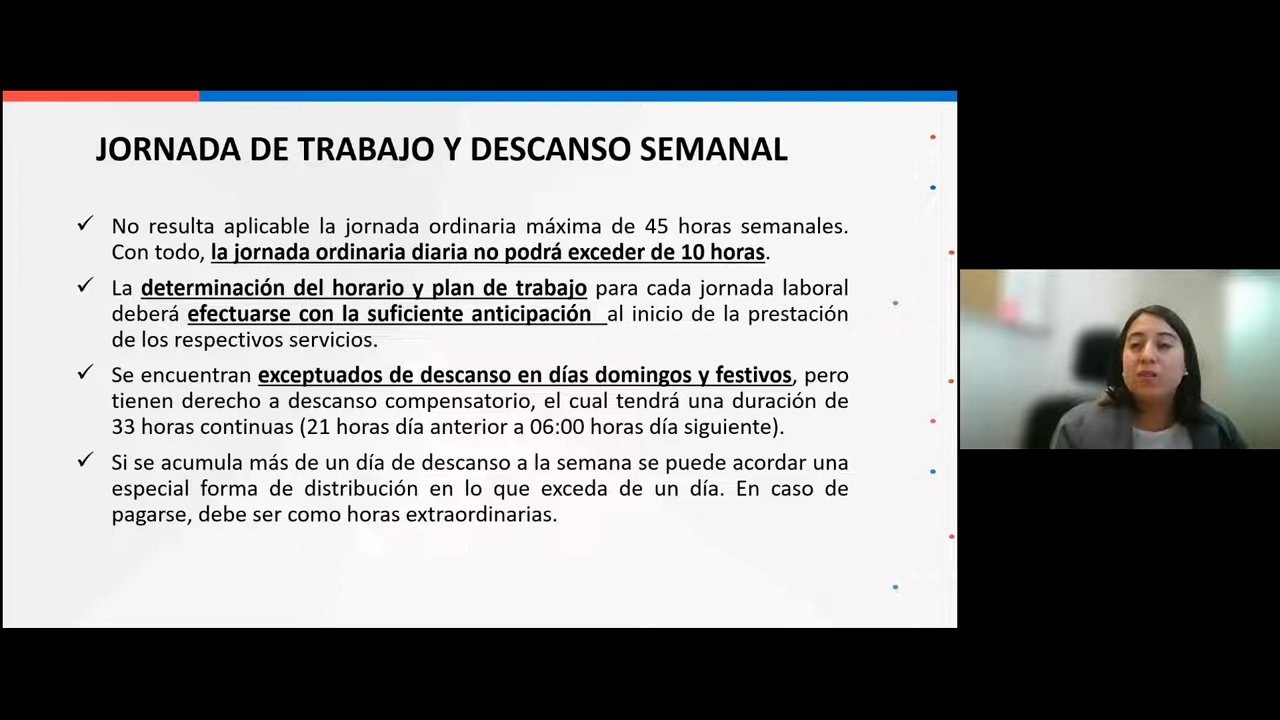 JORNADA DE TRABAJO Y DESCANSO SEMANAL
✓ No resulta aplicable la jornada ordinaria máxima de 45 horas semanales.
Con todo, la jornada ordinaria diaria no podrá exceder de 10 horas.
✓ La determinación del horario y plan de trabajo para cada jornada laboral
deberá efectuarse con la suficiente anticipación al inicio de la prestación
de los respectivos servicios.
✓ Se encuentran exceptuados de descanso en días domingos y festivos, pero
tienen derecho a descanso compensatorio, el cual tendrá una duración de
33 horas continuas (21 horas día anterior a 06:00 horas día siguiente).
✓ Si se acumula más de un día de descanso a la semana se puede acordar una
especial forma de distribución en lo que exceda de un día. En caso de
pagarse, debe ser como horas extraordinarias.